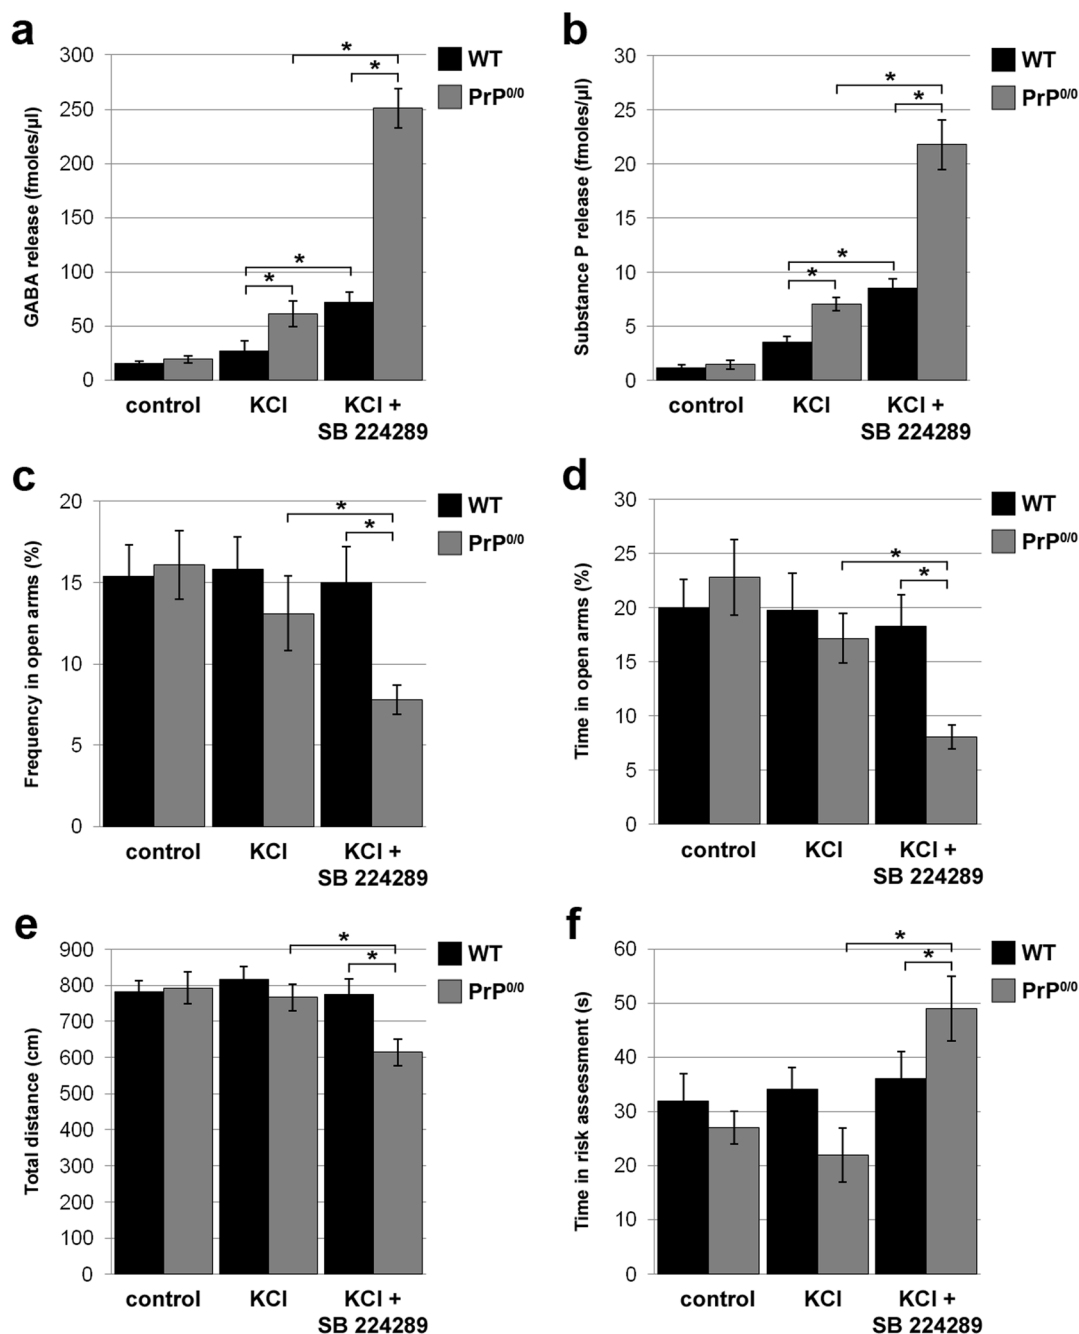 a
GABA release (fmoles/µl)
300
250
200
150
100
50
0
* *
* *
control KCl KCl +
SB 224289
WT
PrP0/0
b
Substance P release (fmoles/µl)
30
25
20
15
10
5
0
* *
* *
control KCl KCl +
SB 224289
WT
PrP0/0
c
Frequency in open arms (%)
20
15
10
5
0
*
*
control KCl KCl +
SB 224289
WT
PrP0/0
d
Time in open arms (%)
30
25
20
15
10
5
0
*
*
control KCl KCl +
SB 224289
WT
PrP0/0
e
Total distance (cm)
900
800
700
600
500
400
300
200
100
0
*
*
control KCl KCl +
SB 224289
WT
PrP0/0
f
Time in risk assessment (s)
60
50
40
30
20
10
0
*
*
control KCl KCl +
SB 224289
WT
PrP0/0